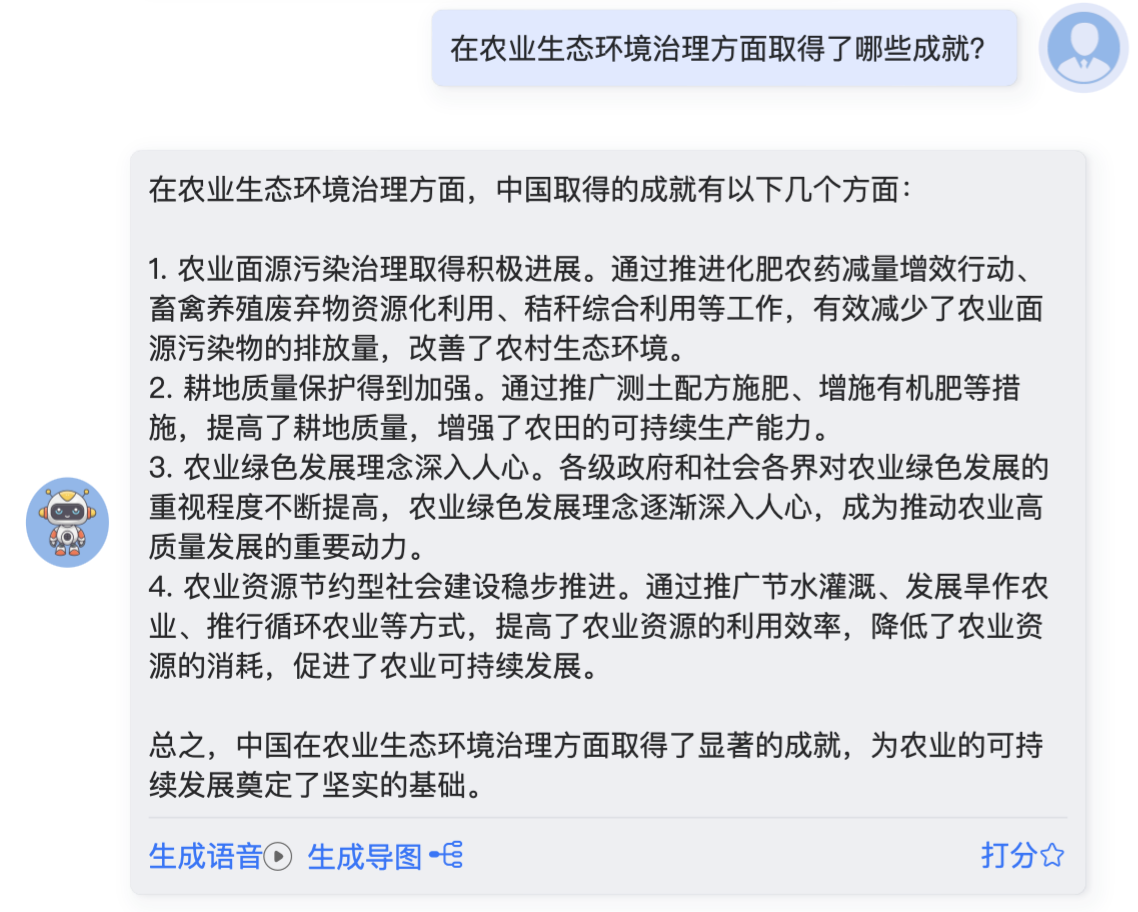 在农业生态环境治理方面取得了哪些成就?
在农业生态环境治理方面，中国取得的成就有以下几个方面：
1. 农业面源污染治理取得积极进展。通过推进化肥农药减量增效行动、
畜禽养殖废弃物资源化利用、秸秆综合利用等工作，有效减少了农业面
源污染物的排放量，改善了农村生态环境。
2. 耕地质量保护得到加强。通过推广测土配方施肥、增施有机肥等措
施，提高了耕地质量，增强了农田的可持续生产能力。
3. 农业绿色发展理念深入人心。各级政府和社会各界对农业绿色发展的
重视程度不断提高，农业绿色发展理念逐渐深入人心，成为推动农业高
质量发展的重要动力。
4. 农业资源节约型社会建设稳步推进。通过推广节水灌溉、发展旱作农
业、推行循环农业等方式，提高了农业资源的利用效率，降低了农业资
源的消耗，促进了农业可持续发展。
总之，中国在农业生态环境治理方面取得了显著的成就，为农业的可持
续发展奠定了坚实的基础。
生成语音 生成导图 打分